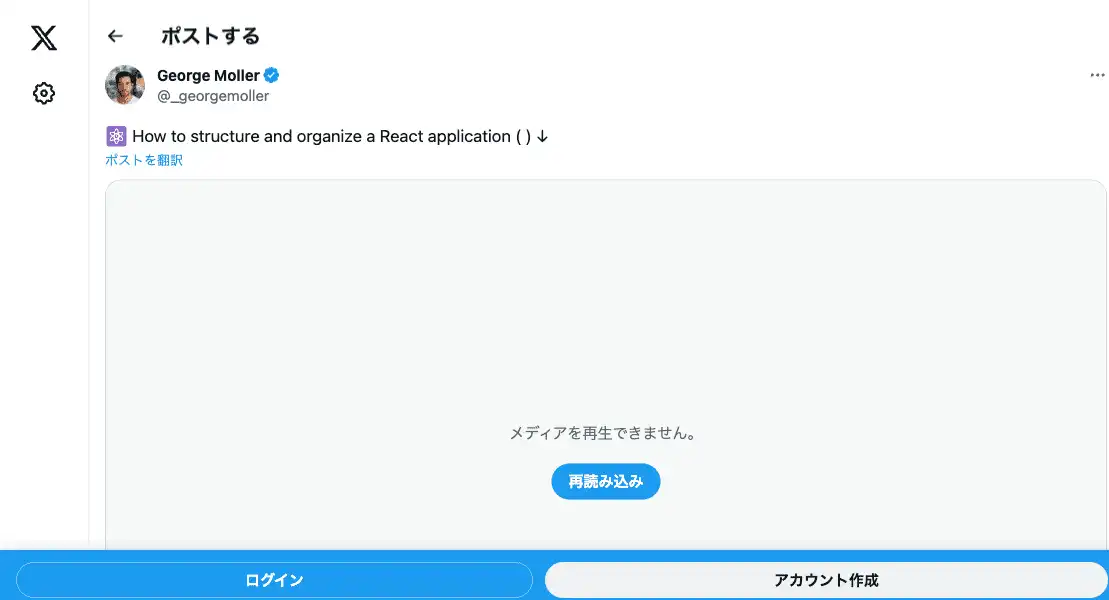 ポストする
George Moller
@_georgemoller
How to structure and organize a React application ( ) ↓
ポストを翻訳
メディアを再生できません。
再読み込み
ログイン
アカウント作成